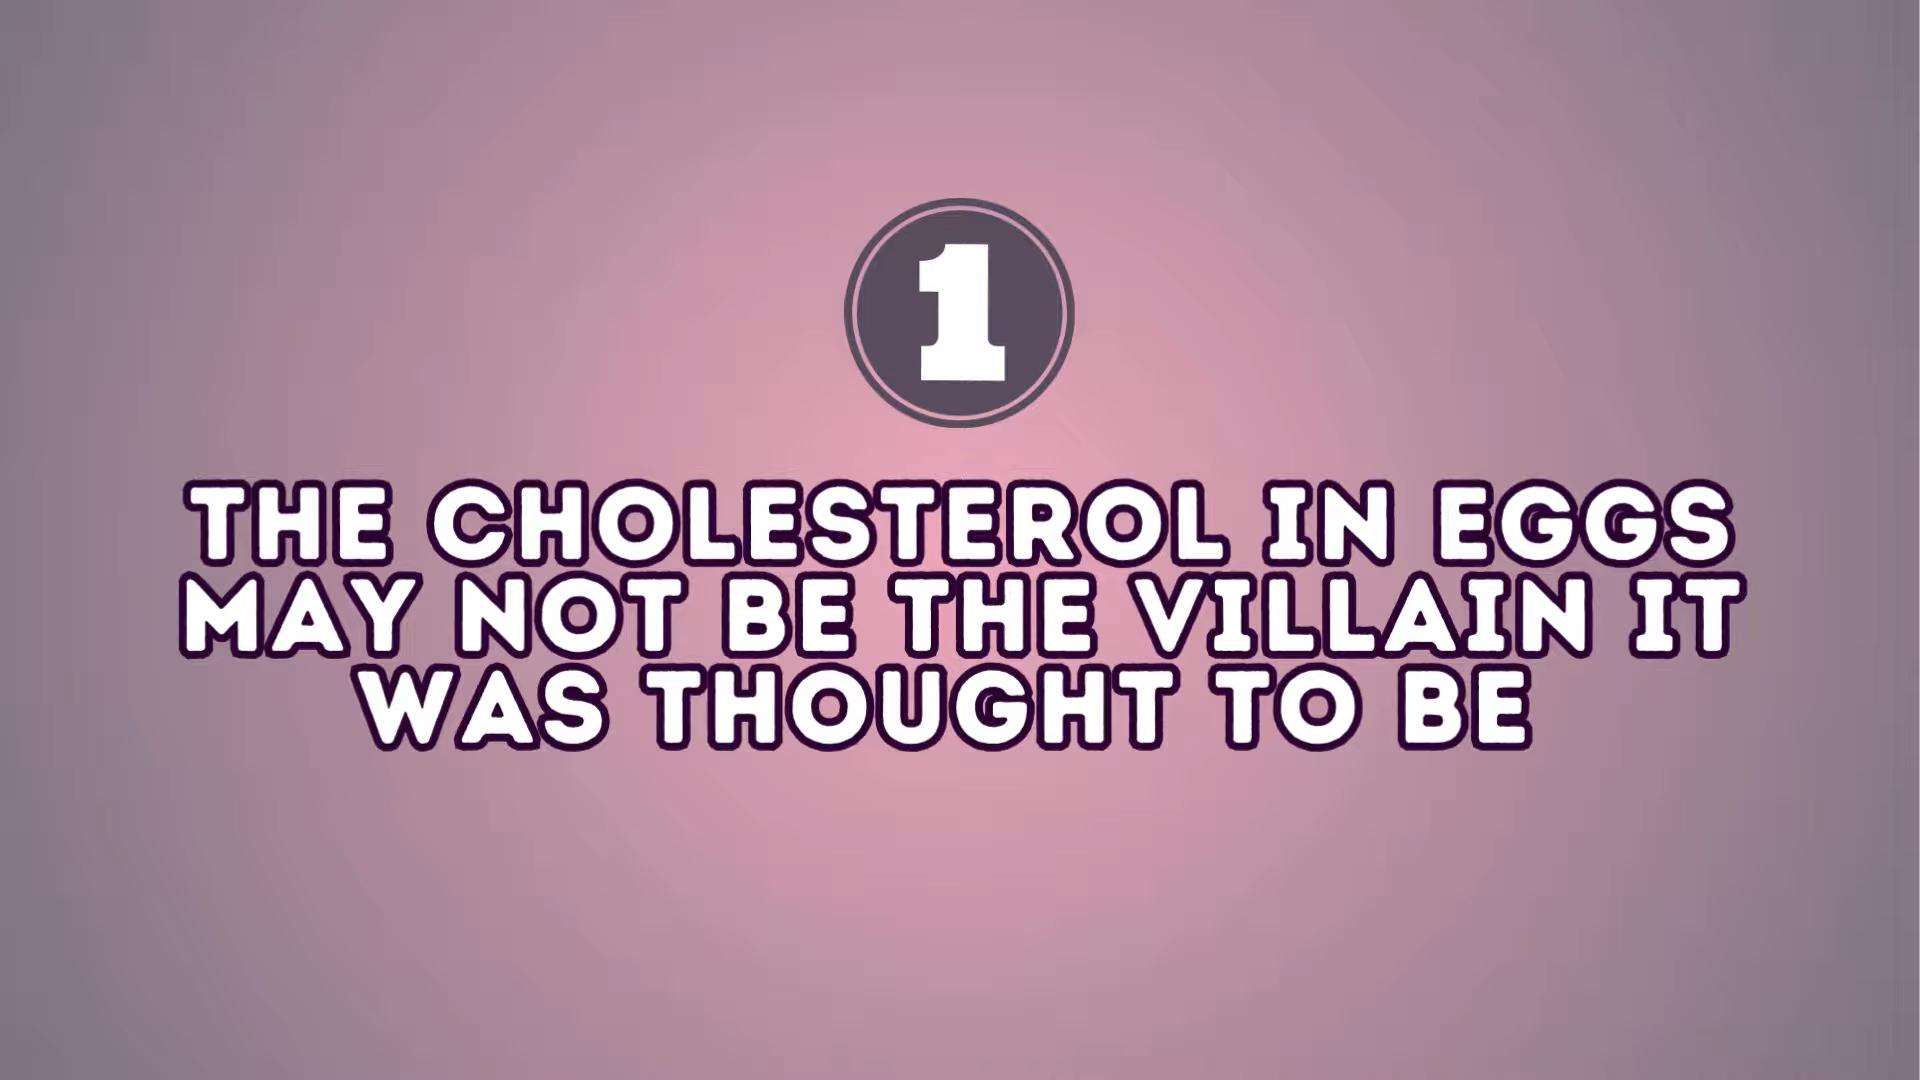 1
THE CHOLESTEROL IN EGGS
MAY NOT BE THE VILLAIN IT
WAS THOUGHT TO BE